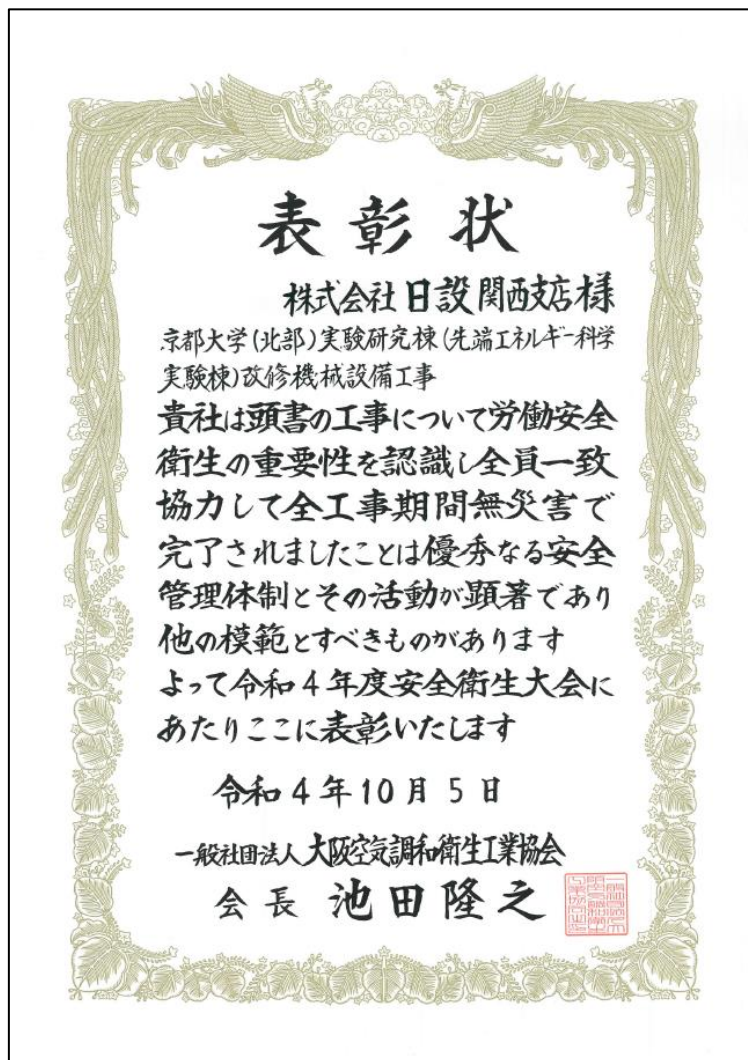 表彰状
株式会社日設関西支店様
京都大学(北部)実験研究棟(先端エネルギー科学
実験棟)改修機械設備工事
貴社は頭書の工事について労働安全
衛生の重要性を認識し全員一致
協力して全工事期間無災害で
完了されましたことは優秀なる安全
管理体制とその活動が顕著であり
他の模範とすべきものがあります
よって令和4年度安全衛生大会に
あたりここに表彰いたします
令和4年10月5日
一般社団法人大阪空気調和衛生工業協会
会長 池田隆之